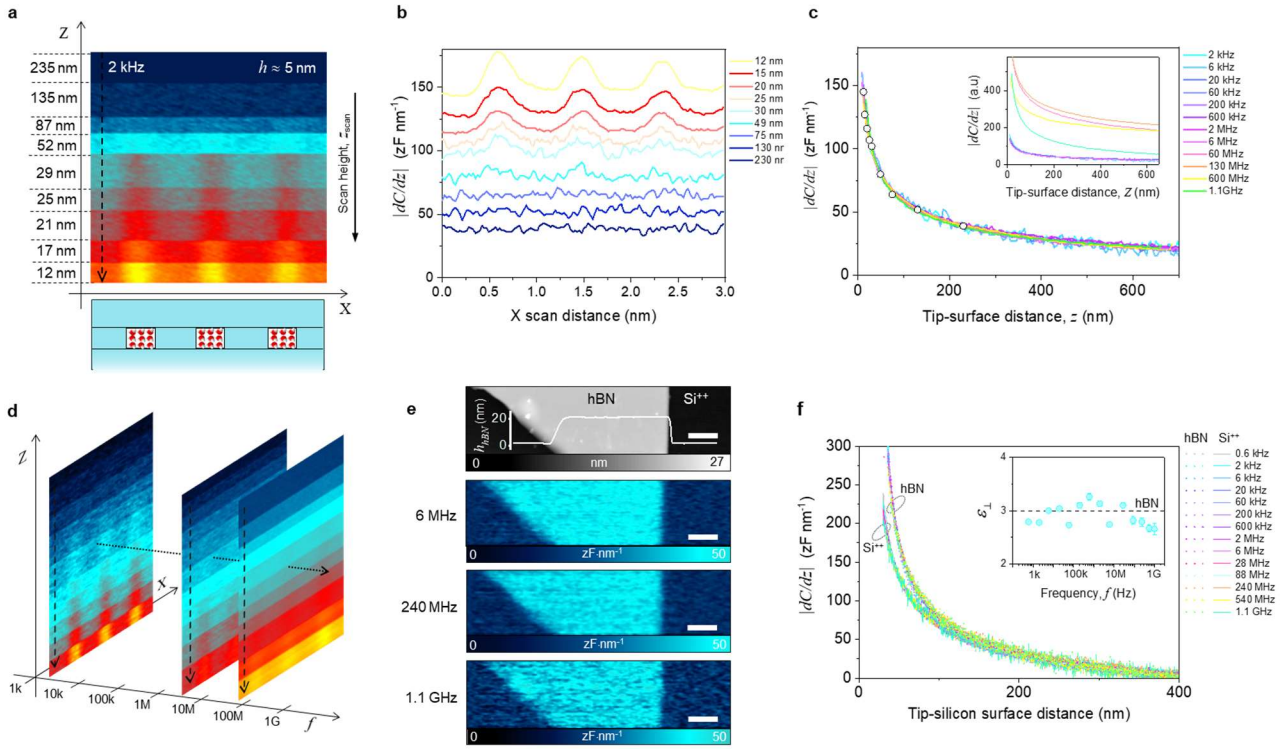 a
Z
235 nm
135 nm
87 nm
52 nm
29 nm
25 nm
21 nm
17 nm
12 nm
2 kHz
h ≈ 5 nm
Scan height, z_scan
X
b
|dC/dz| (zF nm⁻¹)
150
100
50
0
0.0 0.5 1.0 1.5 2.0 2.5 3.0
X scan distance (nm)
12 nm
15 nm
20 nm
25 nm
30 nm
49 nm
75 nm
130 nr
230 nr
c
|dC/dz| (zF nm⁻¹)
150
100
50
0
0 200 400 600
Tip-surface distance, z (nm)
|dC/dz| (a.u)
400
200
0
0 200 400 600
Tip-surface distance, Z (nm)
2 kHz
6 kHz
20 kHz
60 kHz
200 kHz
600 kHz
2 MHz
6 MHz
60 MHz
130 MHz
600 MHz
1.1GHz
d
Z
X
1k
10k
100k
1M
10M
100M
1G
f
e
hBN
Si⁺⁺
h_hBN (nm)
20
0
0 nm 27
6 MHz
0 zF·nm⁻¹ 50
240 MHz
0 zF·nm⁻¹ 50
1.1 GHz
0 zF·nm⁻¹ 50
f
|dC/dz| (zF nm⁻¹)
300
250
200
150
100
50
0
0 200 400
Tip-silicon surface distance (nm)
hBN
Si⁺⁺
ε⊥
4
3
2
hBN
1k 100k 10M 1G
Frequency, f (Hz)
hBN Si⁺⁺
0.6 kHz
2 kHz
6 kHz
20 kHz
60 kHz
200 kHz
600 kHz
2 MHz
6 MHz
28 MHz
88 MHz
240 MHz
540 MHz
1.1 GHz